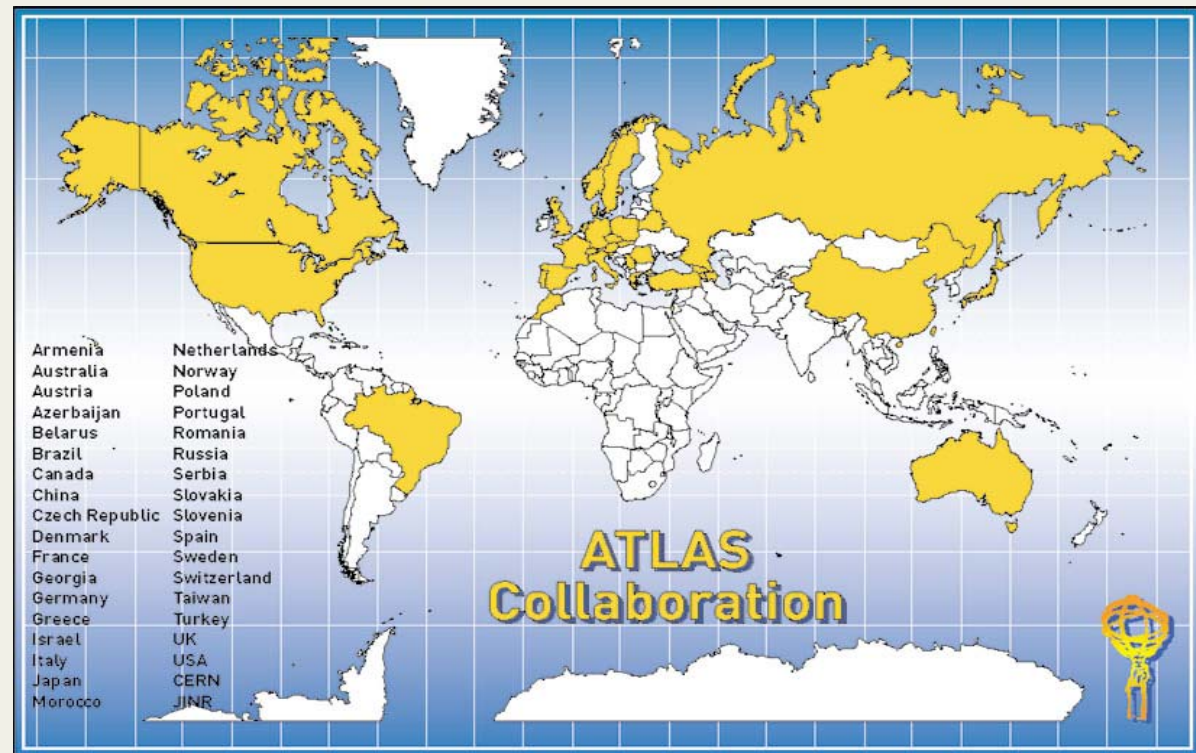 Armenia
Australia
Austria
Azerbaijan
Belarus
Brazil
Canada
China
Czech Republic
Denmark
France
Georgia
Germany
Greece
Israel
Italy
Japan
Morocco
Netherlands
Norway
Poland
Portugal
Romania
Russia
Serbia
Slovakia
Slovenia
Spain
Sweden
Switzerland
Taiwan
Turkey
UK
USA
CERN
JINR
ATLAS
Collaboration